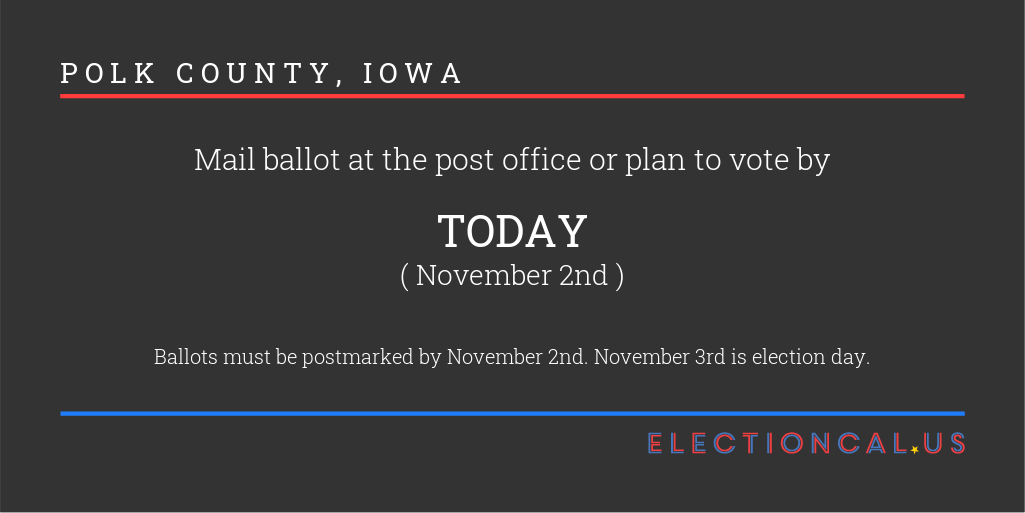 POLK COUNTY, IOWA
Mail ballot at the post office or plan to vote by
TODAY
( November 2nd )
Ballots must be postmarked by November 2nd. November 3rd is election day.
ELECTIONCAL.US